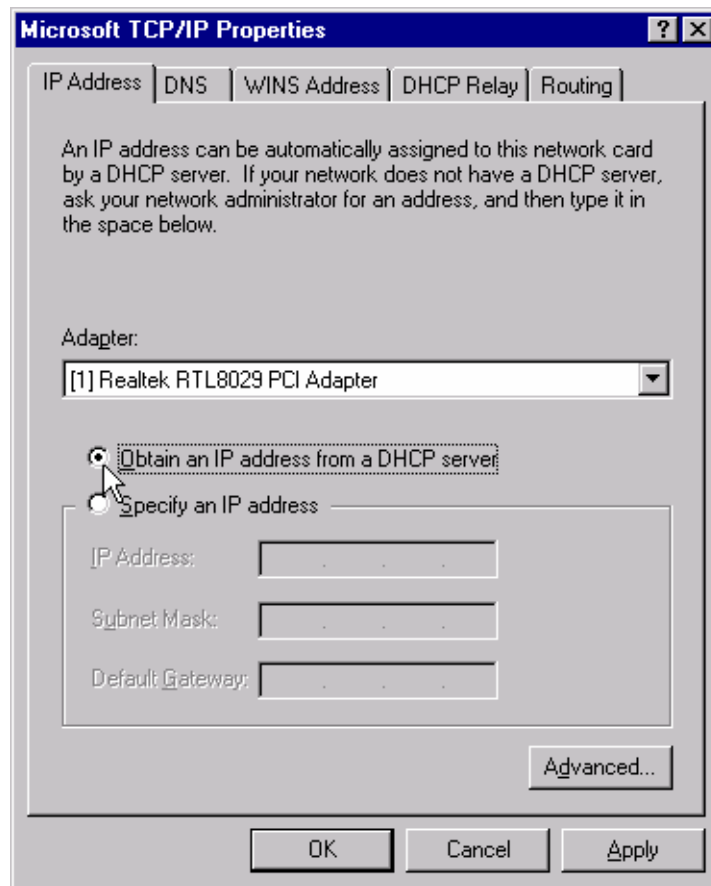 Microsoft TCP/IP Properties
IP Address DNS WINS Address DHCP Relay Routing
An IP address can be automatically assigned to this network card
by a DHCP server. If your network does not have a DHCP server,
ask your network administrator for an address, and then type it in
the space below.
Adapter:
[1] Realtek RTL8029 PCI Adapter
Obtain an IP address from a DHCP server
Specify an IP address
IP Address:
Subnet Mask:
Default Gateway:
Advanced...
OK Cancel Apply